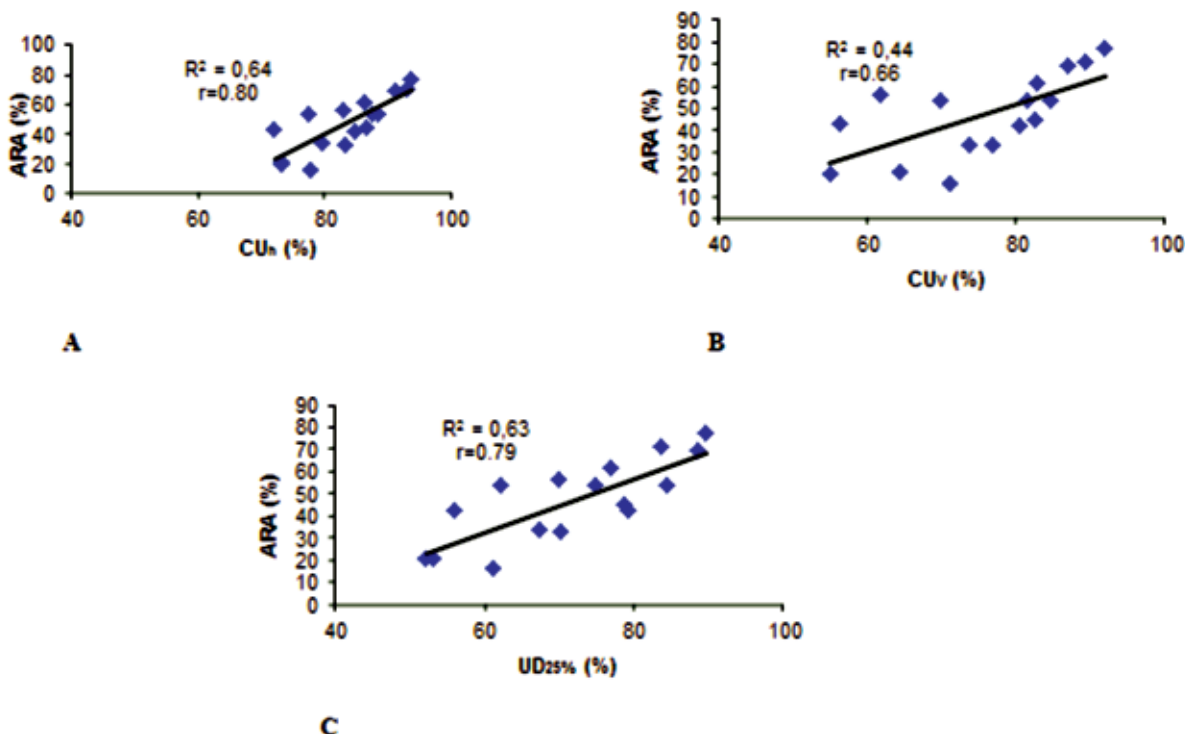 100
80
60
40
20
0
ARA (%)
R² = 0,64
r=0.80
40 60 80 100
CUh (%)
A
90
80
70
60
50
40
30
20
10
0
ARA (%)
R² = 0,44
r=0.66
40 60 80 100
CUV (%)
B
90
80
70
60
50
40
30
20
10
0
ARA (%)
R² = 0,63
r=0.79
40 60 80 100
UD25% (%)
C